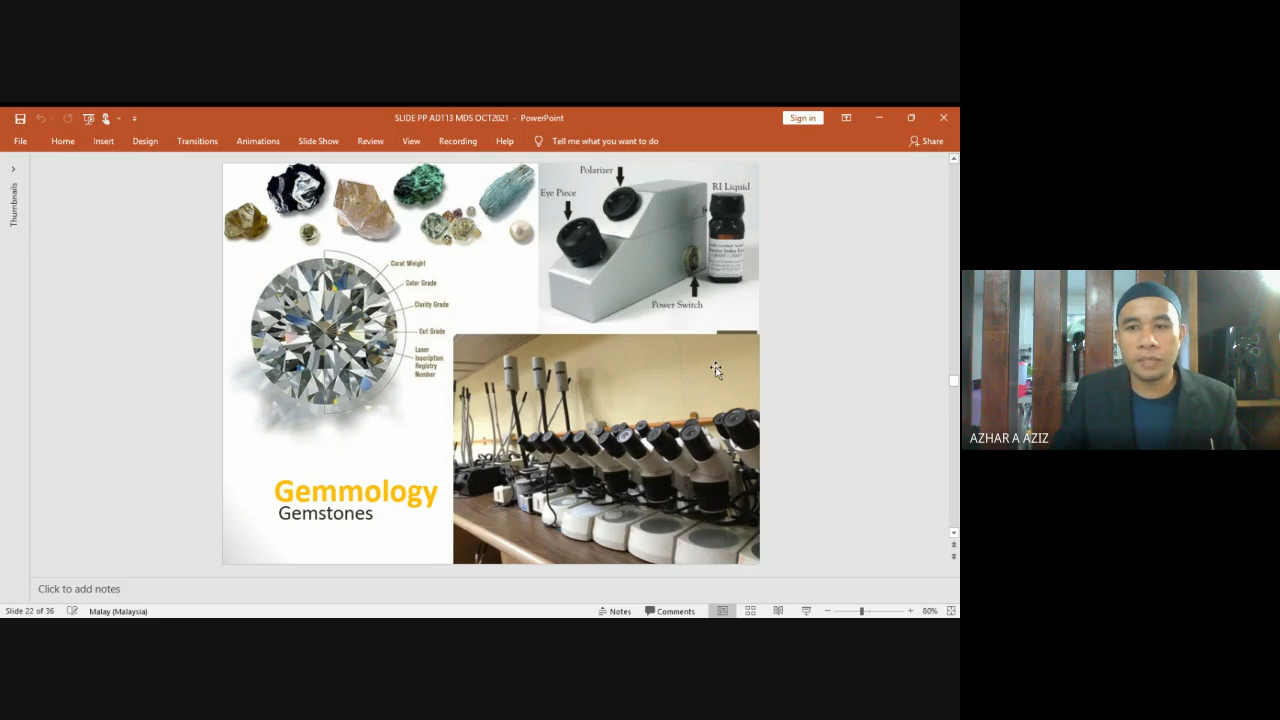 SLIDE PP AD113 MDS OCT2021 - PowerPoint
Sign in
File Home Insert Design Transitions Animations Slide Show Review View Recording Help Tell me what you want to do Share
Thumbnails
Polarizer
Eye Piece
RI Liquid
Power Switch
Carat Weight
Color Grade
Clarity Grade
Cut Grade
Laser
Inscription
Registry
Number
Gemmology
Gemstones
AZHAR A AZIZ
Click to add notes
Slide 22 of 36 Malay (Malaysia) Notes Comments 80%